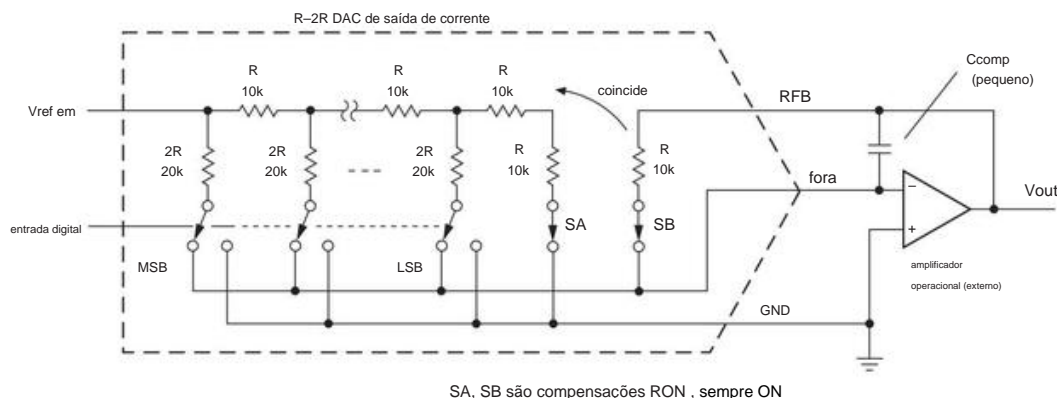 R–2R DAC de saída de corrente
R
10k
R
10k
R
10k
coincide
Ccomp
(pequeno)
Vref em
RFB
2R
20k
2R
20k
2R
20k
R
10k
R
10k
fora
Vout
entrada digital
SA
SB
MSB
LSB
amplificador
operacional (externo)
GND
SA, SB são compensações RON , sempre ON